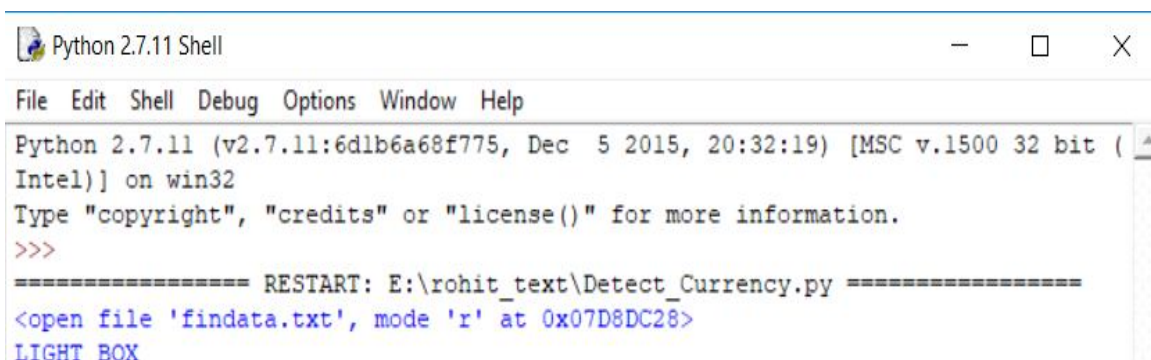 Python 2.7.11 Shell
File Edit Shell Debug Options Window Help
Python 2.7.11 (v2.7.11:6d1b6a68f775, Dec  5 2015, 20:32:19) [MSC v.1500 32 bit (
Intel)] on win32
Type "copyright", "credits" or "license()" for more information.
>>>
================= RESTART: E:\rohit_text\Detect_Currency.py =================
<open file 'findata.txt', mode 'r' at 0x07D8DC28>
LIGHT BOX